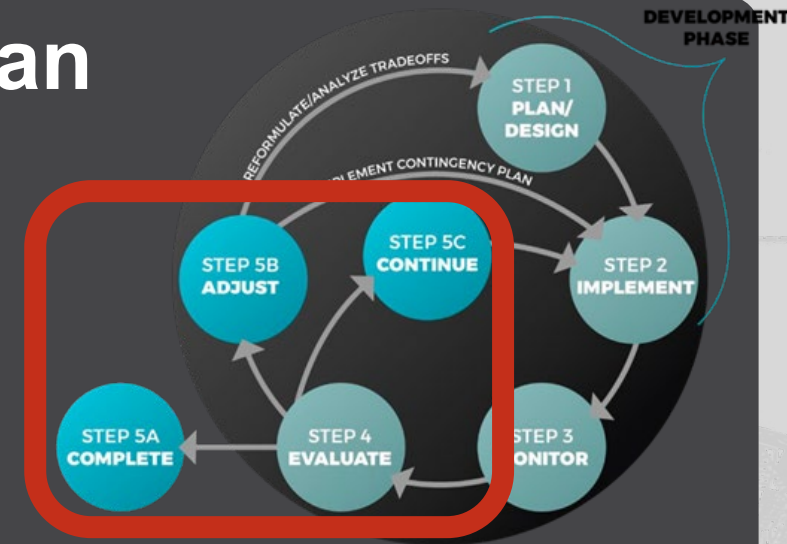 an
DEVELOPMENT
PHASE
REFORMULATE/ANALYZE TRADEOFFS
STEP 1
PLAN/
DESIGN
PLEMENT CONTINGENCY PLAN
STEP 5B
ADJUST
STEP 5C
CONTINUE
STEP 2
IMPLEMENT
STEP 5A
COMPLETE
STEP 4
EVALUATE
STEP 3
ONITOR